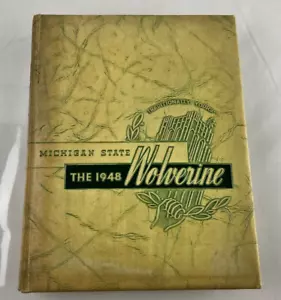 MICHIGAN STATE
THE 1948 Wolverine